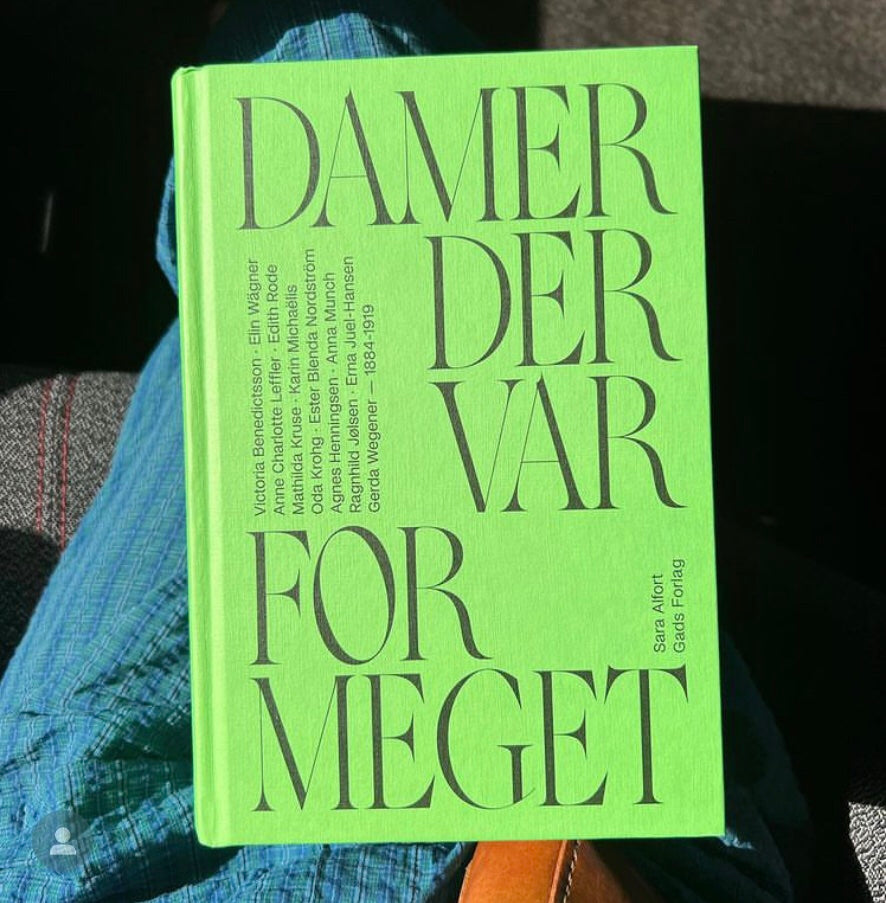 DAMER
DER
VAR
FOR
MEGET
Victoria Benedictsson · Elin Wägner
Anne Charlotte Leffler · Edith Rode
Mathilda Kruse · Karin Michaëlis
Oda Krohg · Ester Blenda Nordström
Agnes Henningsen · Anna Munch
Ragnhild Jølsen · Erna Juel-Hansen
Gerda Wegener — 1884-1919
Sara Alfort
Gads Forlag